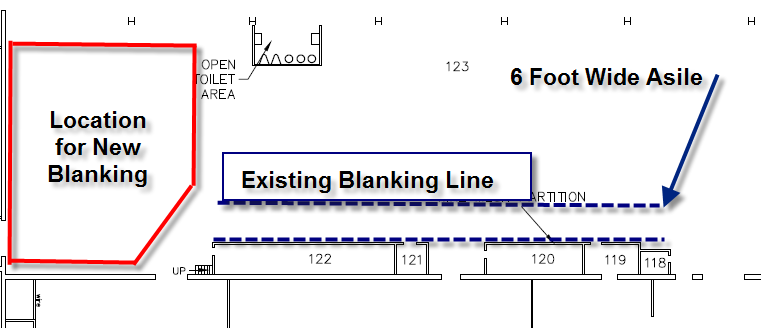 H H H H H H
OPEN
TOILET
AREA
123
6 Foot Wide Asile
Location
for New
Blanking
Existing Blanking Line
ARTITION
122
121
120
119
118
UP